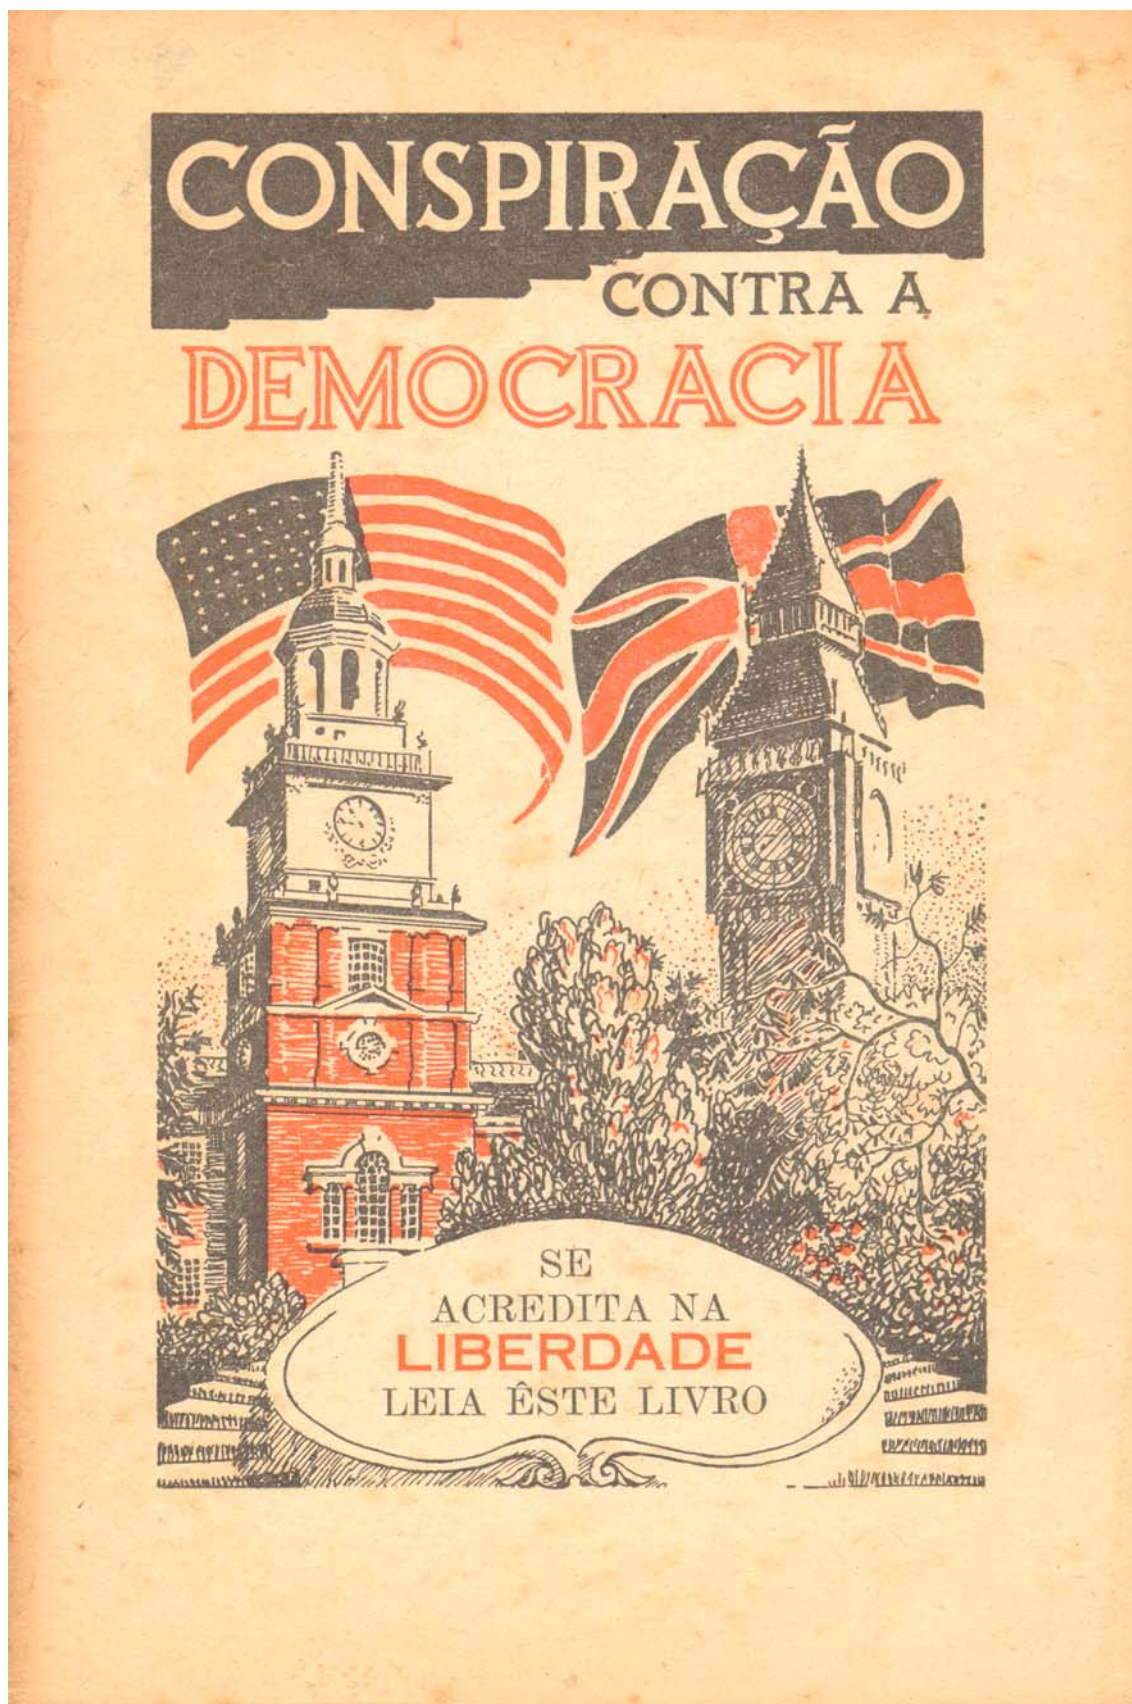 CONSPIRAÇÃO
CONTRA A
DEMOCRACIA
SE
ACREDITA NA
LIBERDADE
LEIA ÊSTE LIVRO